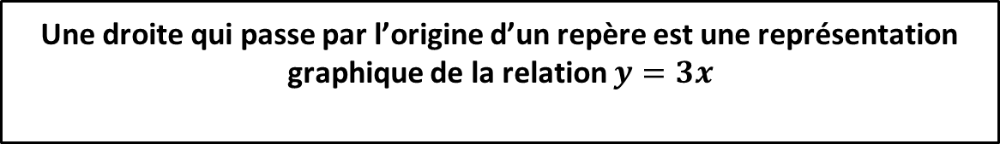 Une droite qui passe par l’origine d’un repère est une représentation
graphique de la relation 𝒚 = 𝟑𝒙